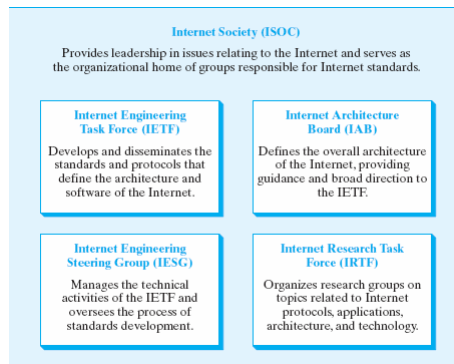 Internet Society (ISOC)
Provides leadership in issues relating to the Internet and serves as
the organizational home of groups responsible for Internet standards.
Internet Engineering
Task Force (IETF)
Develops and disseminates the
standards and protocols that
define the architecture and
software of the Internet.
Internet Architecture
Board (IAB)
Defines the overall architecture
of the Internet, providing
guidance and broad direction to
the IETF.
Internet Engineering
Steering Group (IESG)
Manages the technical
activities of the IETF and
oversees the process of
standards development.
Internet Research Task
Force (IRTF)
Organizes research groups on
topics related to Internet
protocols, applications,
architecture, and technology.